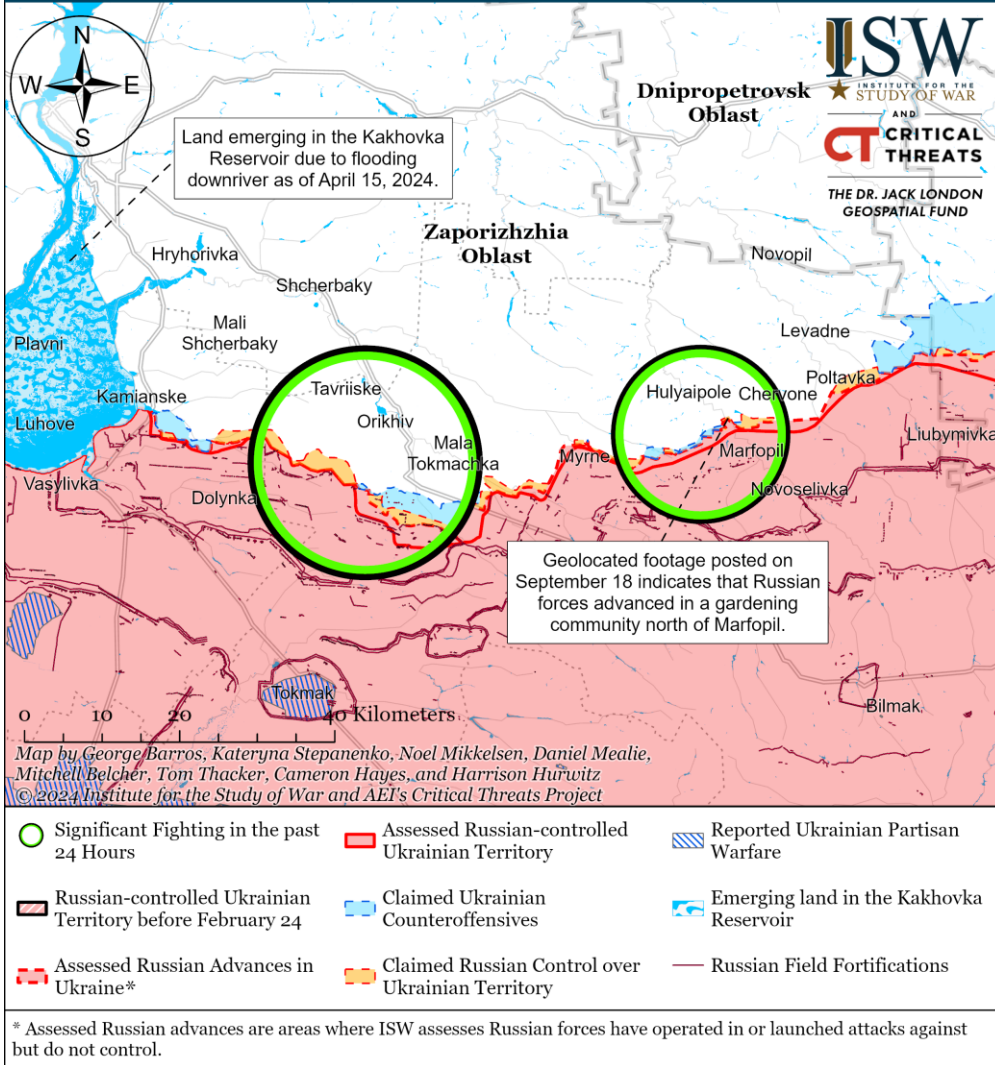 N
W
E
S
ISW
INSTITUTE FOR THE
STUDY OF WAR
AND
CT CRITICAL
THREATS
THE DR. JACK LONDON
GEOSPATIAL FUND
Dnipropetrovsk
Oblast
Land emerging in the Kakhovka
Reservoir due to flooding
downriver as of April 15, 2024.
Zaporizhzhia
Oblast
Hryhorivka
Novopil
Shcherbaky
Mali
Shcherbaky
Levadne
Plavni
Poltavka
Tavriiske
Hulyaipole
Chervone
Kamianske
Orikhiv
Luhove
Mala
Tokmachka
Liubymivka
Myrne
Marfopil
Vasylivka
Dolynka
Novoselivka
Geolocated footage posted on
September 18 indicates that Russian
forces advanced in a gardening
community north of Marfopil.
Tokmak
Bilmak
0 10 20 40 Kilometers
Map by George Barros, Kateryna Stepanenko, Noel Mikkelsen, Daniel Mealie,
Mitchell Belcher, Tom Thacker, Cameron Hayes, and Harrison Hurwitz
© 2024 Institute for the Study of War and AEI's Critical Threats Project
Significant Fighting in the past
24 Hours
Assessed Russian-controlled
Ukrainian Territory
Reported Ukrainian Partisan
Warfare
Russian-controlled Ukrainian
Territory before February 24
Claimed Ukrainian
Counteroffensives
Emerging land in the Kakhovka
Reservoir
Assessed Russian Advances in
Ukraine*
Claimed Russian Control over
Ukrainian Territory
Russian Field Fortifications
* Assessed Russian advances are areas where ISW assesses Russian forces have operated in or launched attacks against
but do not control.